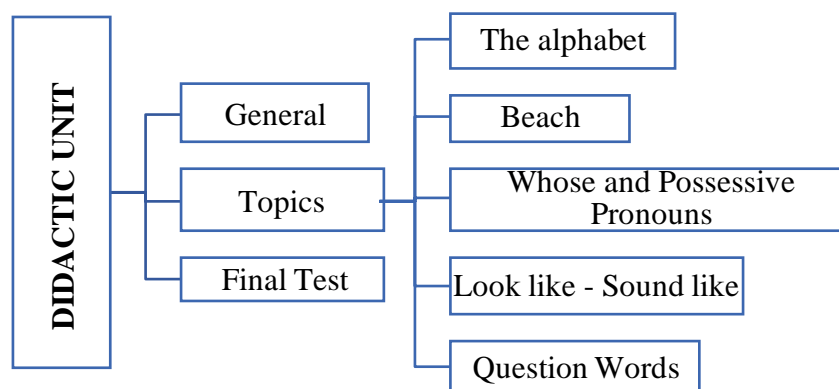 DIDACTIC UNIT
General
Topics
Final Test
The alphabet
Beach
Whose and Possessive
Pronouns
Look like - Sound like
Question Words